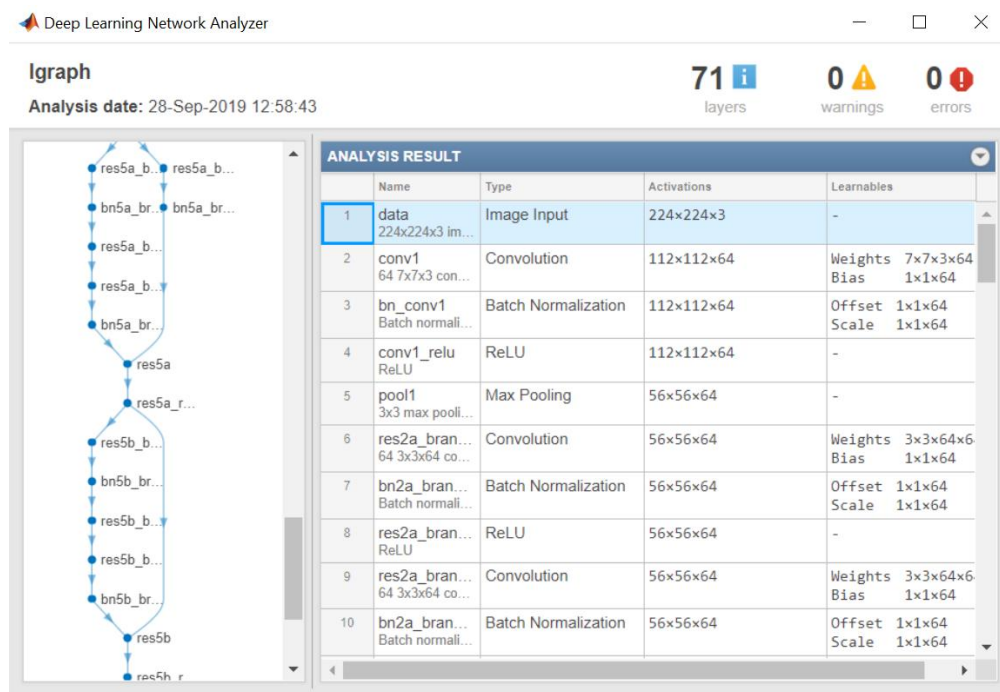 Deep Learning Network Analyzer
lgraph
Analysis date: 28-Sep-2019 12:58:43
71 i
layers
0
warnings
0
errors
res5a_b... res5a_b...
bn5a_br... bn5a_br...
res5a_b...
res5a_b...
bn5a_br...
res5a
res5a_r...
res5b_b...
bn5b_br...
res5b_b...
res5b_b...
bn5b_br...
res5b
res5b_r
ANALYSIS RESULT
Name Type Activations Learnables
1 data Image Input 224×224×3 -
224x224x3 im...
2 conv1 Convolution 112×112×64 Weights 7×7×3×64
64 7x7x3 con... Bias 1×1×64
3 bn_conv1 Batch Normalization 112×112×64 Offset 1×1×64
Batch normali... Scale 1×1×64
4 conv1_relu ReLU 112×112×64 -
ReLU
5 pool1 Max Pooling 56×56×64 -
3x3 max pooli...
6 res2a_bran... Convolution 56×56×64 Weights 3×3×64×6
64 3x3x64 co... Bias 1×1×64
7 bn2a_bran... Batch Normalization 56×56×64 Offset 1×1×64
Batch normali... Scale 1×1×64
8 res2a_bran... ReLU 56×56×64 -
ReLU
9 res2a_bran... Convolution 56×56×64 Weights 3×3×64×6
64 3x3x64 co... Bias 1×1×64
10 bn2a_bran... Batch Normalization 56×56×64 Offset 1×1×64
Batch normali... Scale 1×1×64